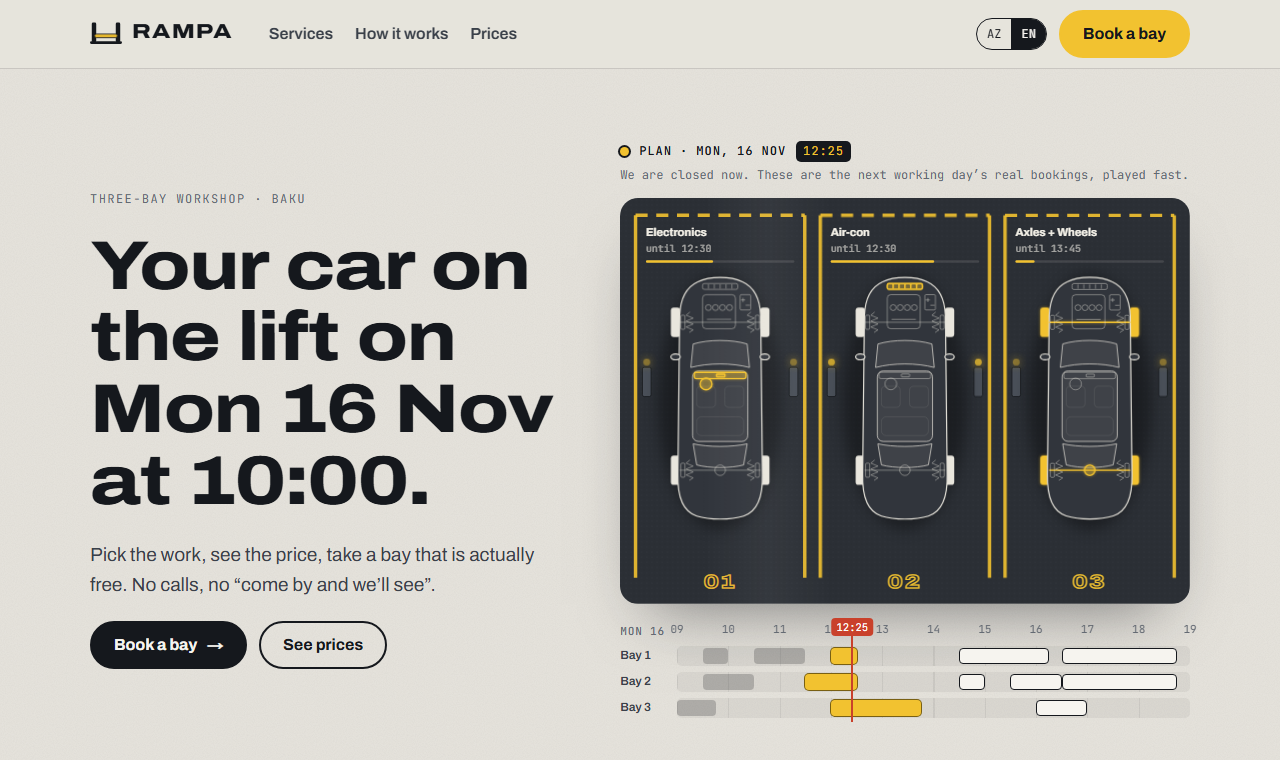 RAMPA
Services
How it works
Prices
AZ
EN
Book a bay
THREE-BAY WORKSHOP · BAKU
Your car on
the lift on
Mon 16 Nov
at 10:00.
Pick the work, see the price, take a bay that is actually
free. No calls, no “come by and we’ll see”.
Book a bay →
See prices
PLAN · MON, 16 NOV 12:25
We are closed now. These are the next working day’s real bookings, played fast.
Electronics
until 12:30
Air-con
until 12:30
Axles + Wheels
until 13:45
01
02
03
MON 16 09 10 11 12:25 13 14 15 16 17 18 19
Bay 1
Bay 2
Bay 3